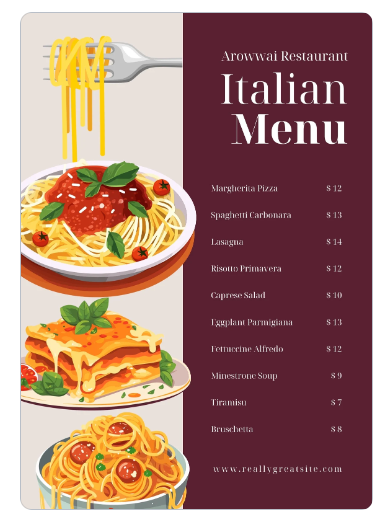 Arowwai Restaurant
Italian
Menu
Margherita Pizza $ 12
Spaghetti Carbonara $ 13
Lasagna $ 14
Risotto Primavera $ 12
Caprese Salad $ 10
Eggplant Parmigiana $ 13
Fettuccine Alfredo $ 12
Minestrone Soup $ 9
Tiramisu $ 7
Bruschetta $ 8
www.reallygreatsite.com